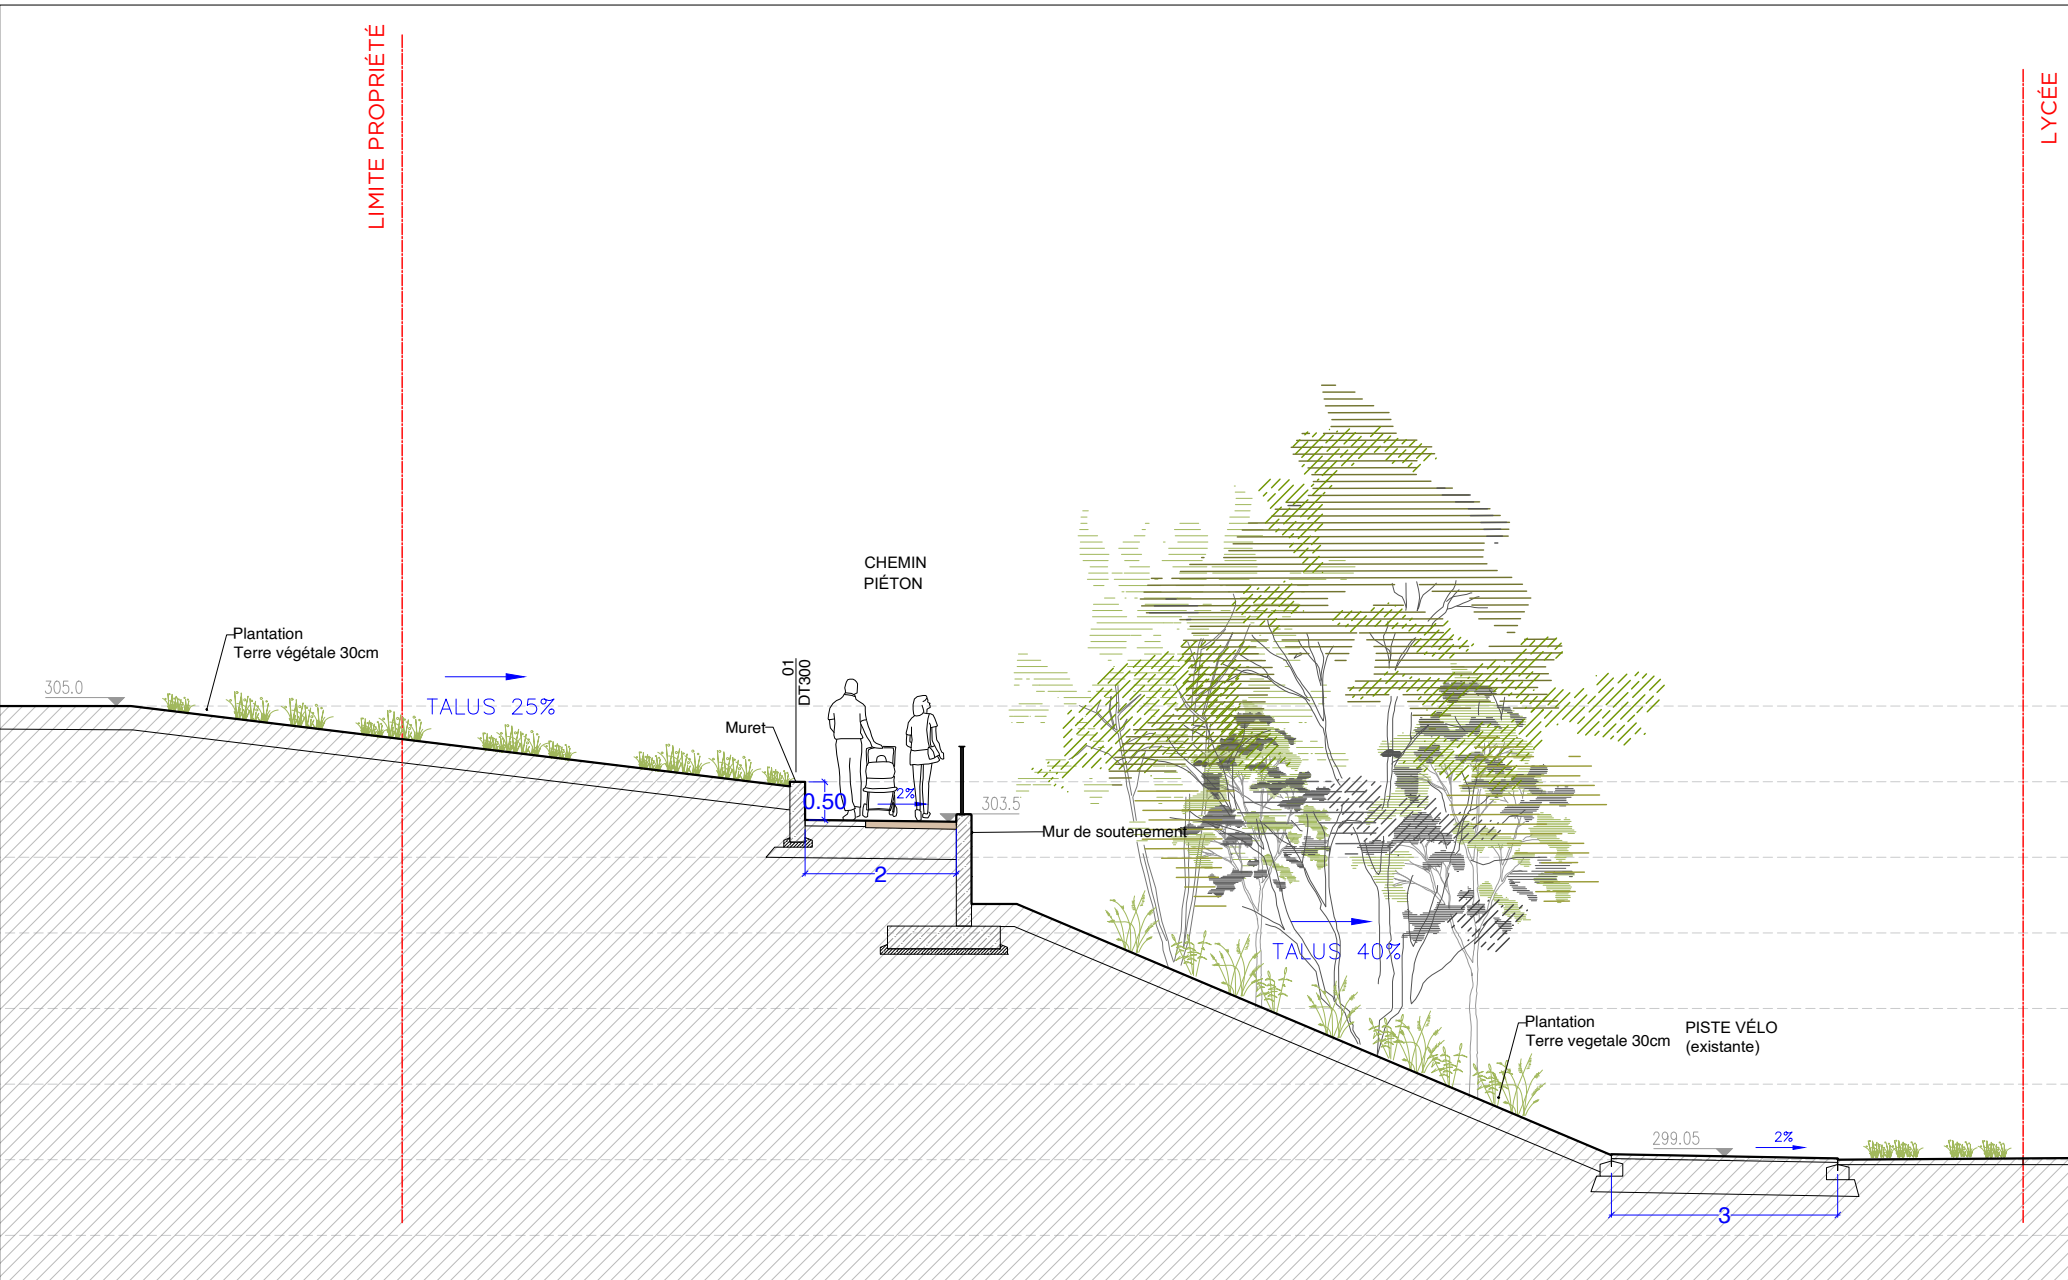 LIMITE PROPRIÉTÉ
LYCÉE
CHEMIN
PIÉTON
Plantation
Terre végétale 30cm
305.0
TALUS 25%
01
DT300
Muret
0.50
2%
303.5
Mur de soutenement
2
TALUS 40%
Plantation
Terre vegetale 30cm
PISTE VÉLO
(existante)
299.05
2%
3